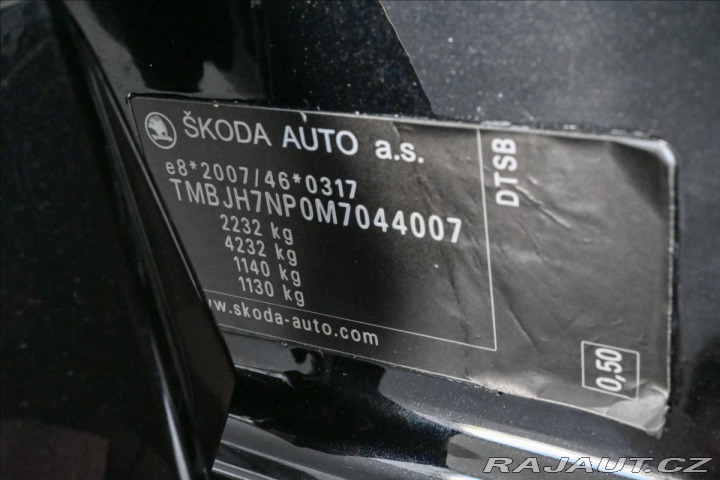 ŠKODA AUTO a.s.
e8*2007/46*0317
TMBJH7NP0M7044007
2232 kg
4232 kg
1140 kg
1130 kg
www.skoda-auto.com
DTSB
0,50
RAJAUT.CZ